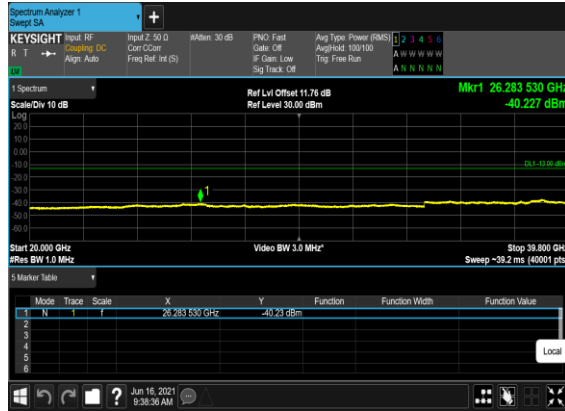 Spectrum Analyzer 1
Swept SA
+
KEYSIGHT Input: RF Input Z: 50 Ω #Atten: 30 dB PNO: Fast Avg Type: Power (RMS) 1 2 3 4 5 6
R T Coupling: DC Corr CCorr Gate: Off Avg|Hold: 100/100 A W W W W W
Align: Auto Freq Ref: Int (S) IF Gain: Low Trig: Free Run
Sig Track: Off A N N N N N
1 Spectrum Ref Lvl Offset 11.76 dB Mkr1 26.283 530 GHz
Scale/Div 10 dB Ref Level 30.00 dBm -40.227 dBm
Log
20.0
10.0
0.00
-10.0 DL1 -13.00 dBm
-20.0
-30.0
1
-40.0
-50.0
-60.0
Start 20.000 GHz Video BW 3.0 MHz* Stop 39.800 GHz
#Res BW 1.0 MHz Sweep ~39.2 ms (40001 pts)
5 Marker Table
Mode Trace Scale X Y Function Function Width Function Value
1 N 1 f 26.283 530 GHz -40.23 dBm
2
3
4
5
6
Local
? Jun 16, 2021
9:38:36 AM